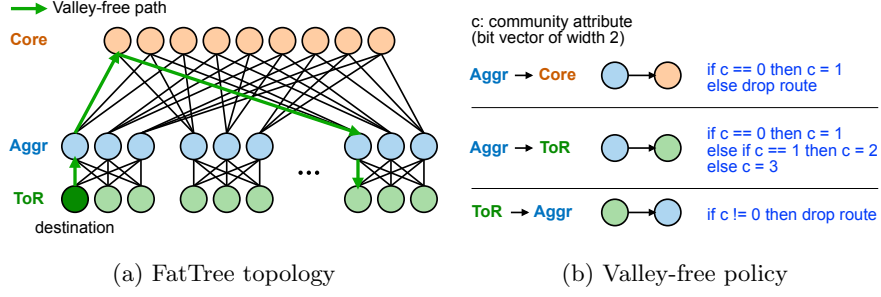 Valley-free path
Core
Aggr
...
ToR
destination
(a) FatTree topology
c: community attribute
(bit vector of width 2)
Aggr → Core
if c == 0 then c = 1
else drop route
Aggr → ToR
if c == 0 then c = 1
else if c == 1 then c = 2
else c = 3
ToR → Aggr
if c != 0 then drop route
(b) Valley-free policy